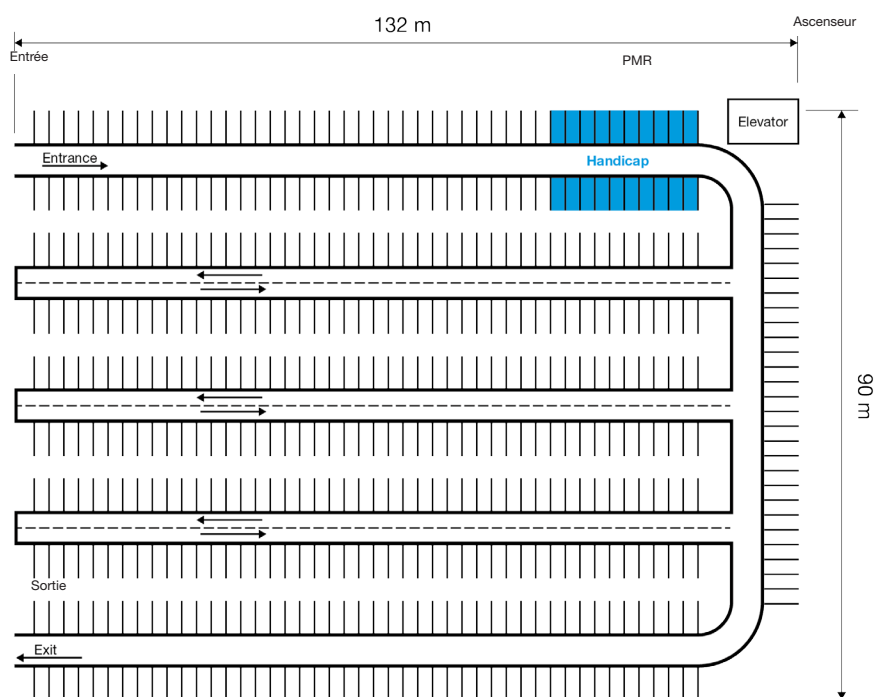 132 m
Ascenseur
Entrée
PMR
Elevator
Entrance
Handicap
90 m
Sortie
Exit